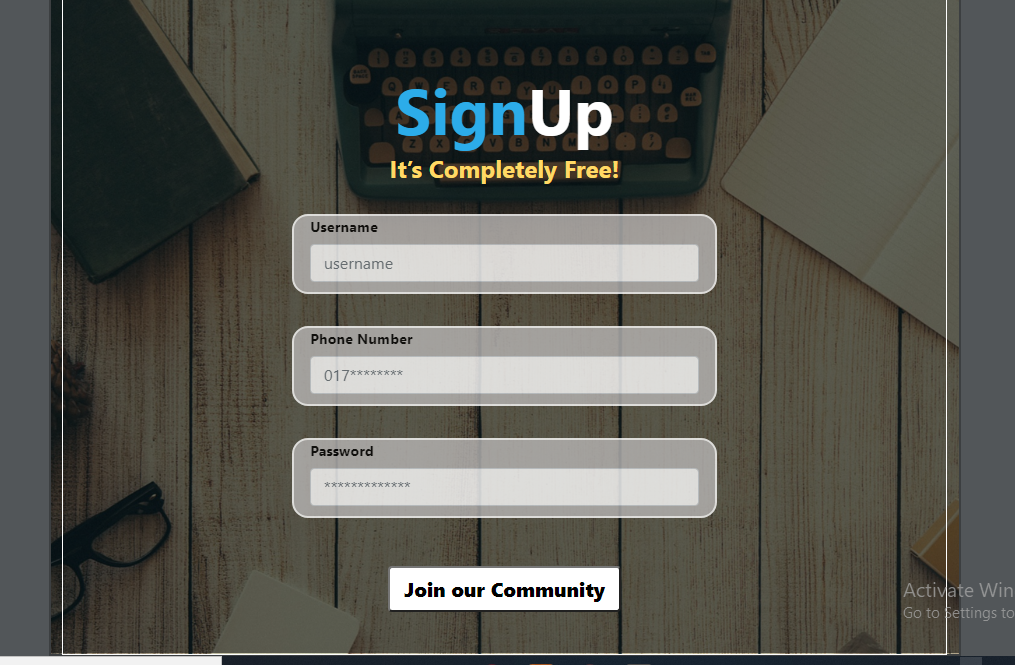 SignUp
It’s Completely Free!
Username
username
Phone Number
017********
Password
*************
Join our Community
Activate Win
Go to Settings to